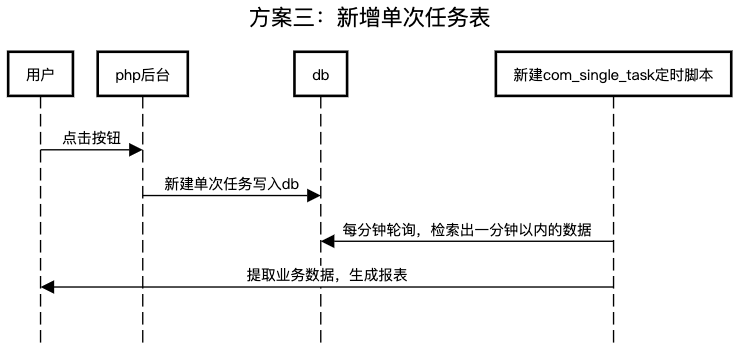 方案三：新增单次任务表
用户
php后台
db
新建com_single_task定时脚本
点击按钮
新建单次任务写入db
每分钟轮询，检索出一分钟以内的数据
提取业务数据，生成报表